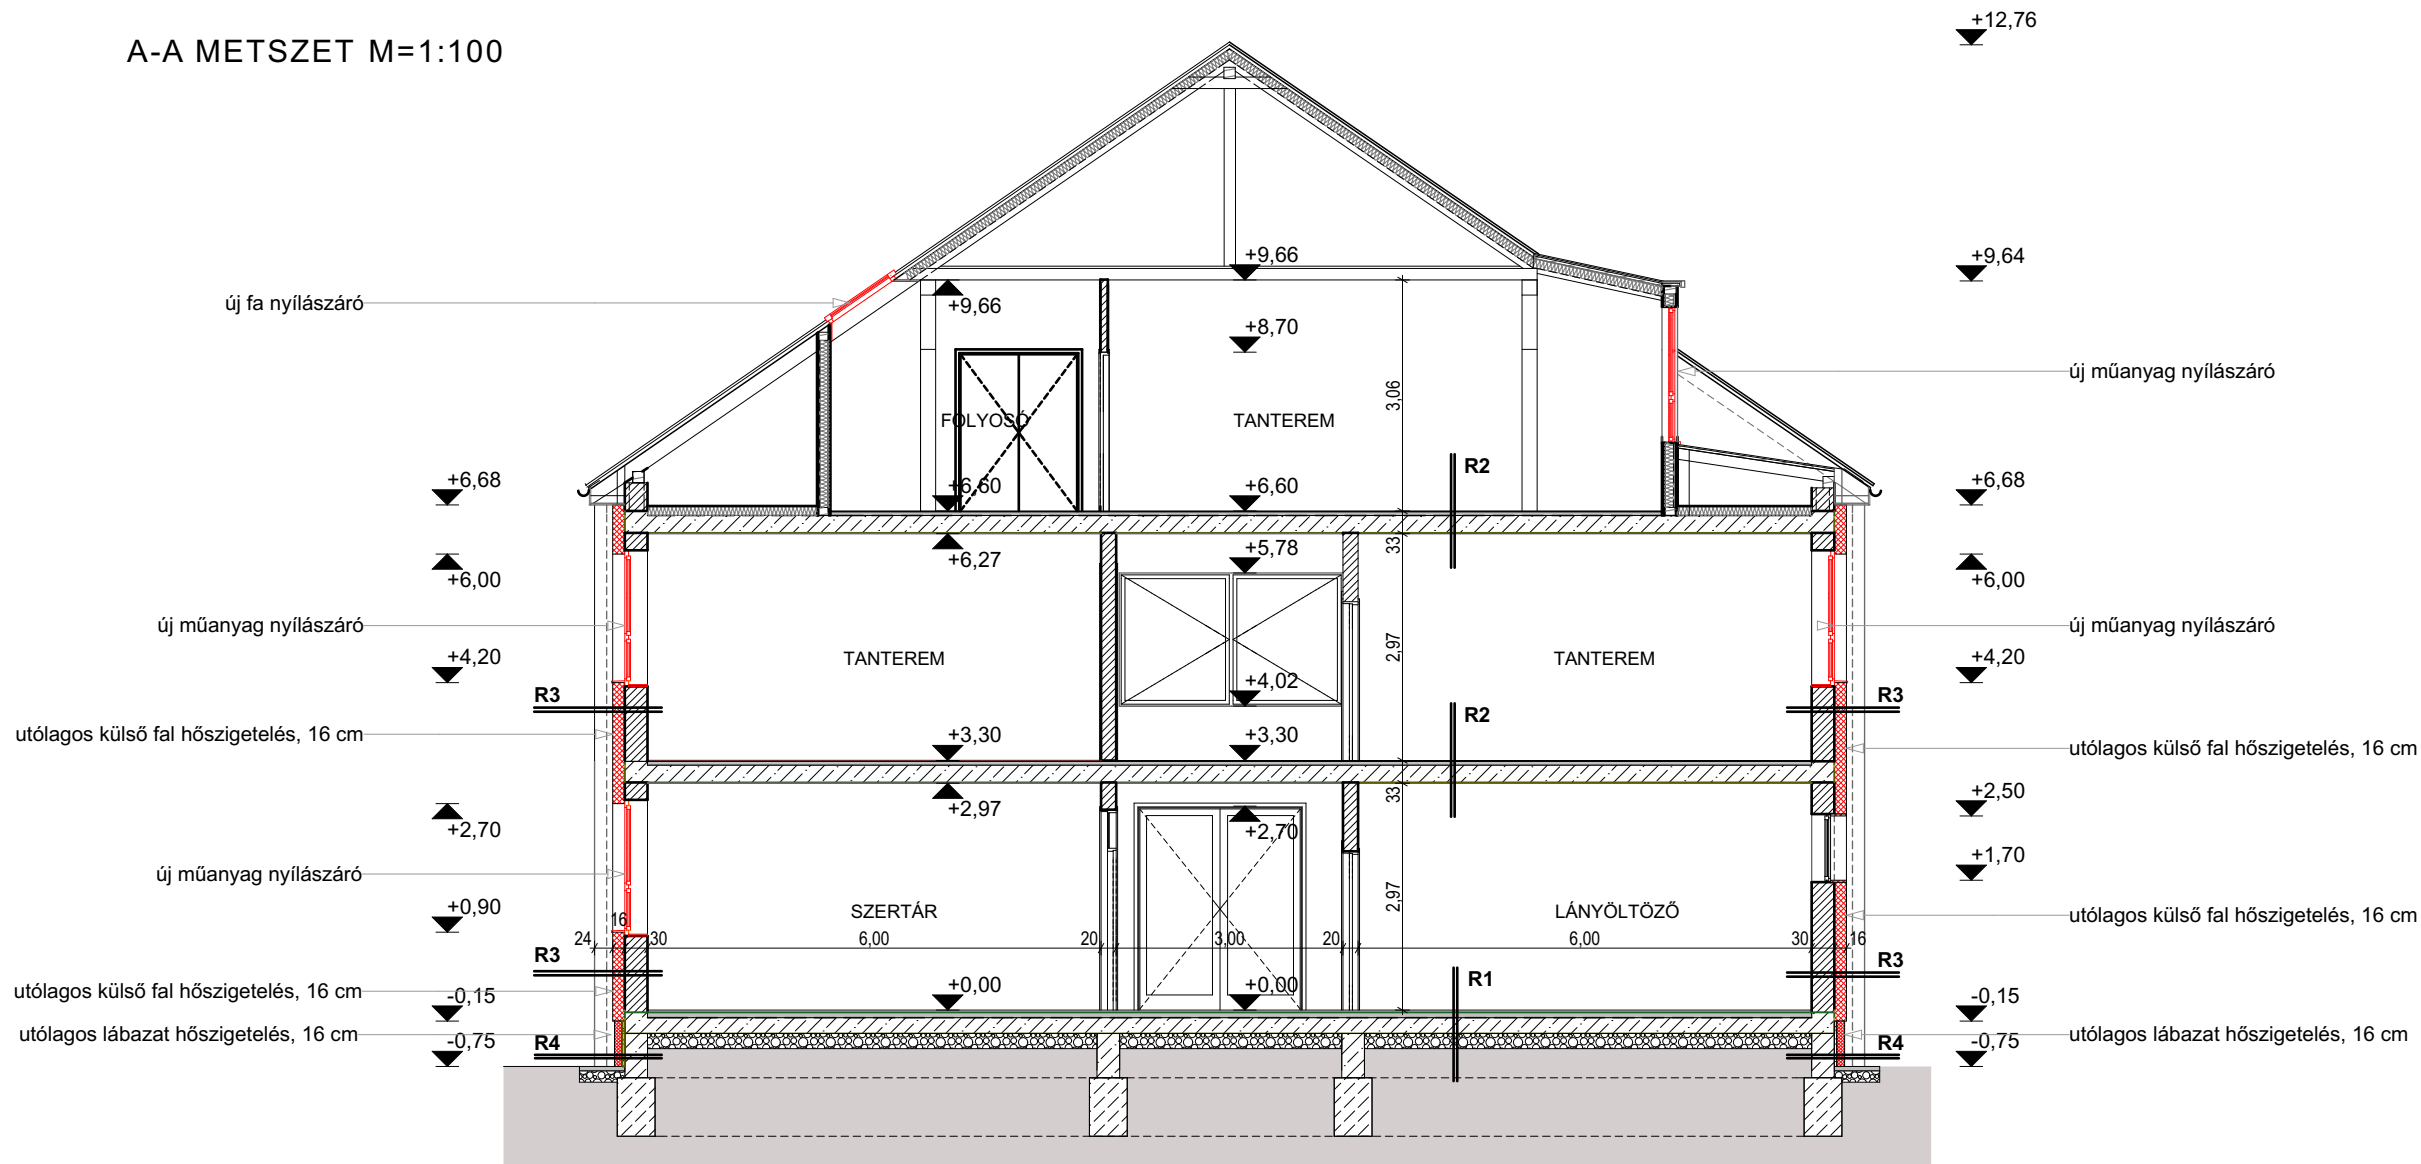 A-A METSZET M=1:100
+12,76
+9,66
+9,64
új fa nyílászáró
+9,66
+8,70
új műanyag nyílászáró
3,06
FOLYOSÓ
TANTEREM
R2
+6,68
+6,60
+6,60
+6,68
33
+5,78
+6,27
+6,00
+6,00
új műanyag nyílászáró
új műanyag nyílászáró
2,97
TANTEREM
TANTEREM
+4,20
+4,20
+4,02
R3
R3
R2
utólagos külső fal hőszigetelés, 16 cm
+3,30
+3,30
utólagos külső fal hőszigetelés, 16 cm
33
+2,97
+2,50
+2,70
+2,70
új műanyag nyílászáró
+1,70
2,97
+0,90
SZERTÁR
LÁNYÖLTÖZŐ
utólagos külső fal hőszigetelés, 16 cm
24 16 30 6,00 20 3,00 20 6,00 30 16
R3
R3
R1
utólagos külső fal hőszigetelés, 16 cm
-0,15
+0,00
+0,00
-0,15
utólagos lábazat hőszigetelés, 16 cm
utólagos lábazat hőszigetelés, 16 cm
-0,75
R4
R4
-0,75